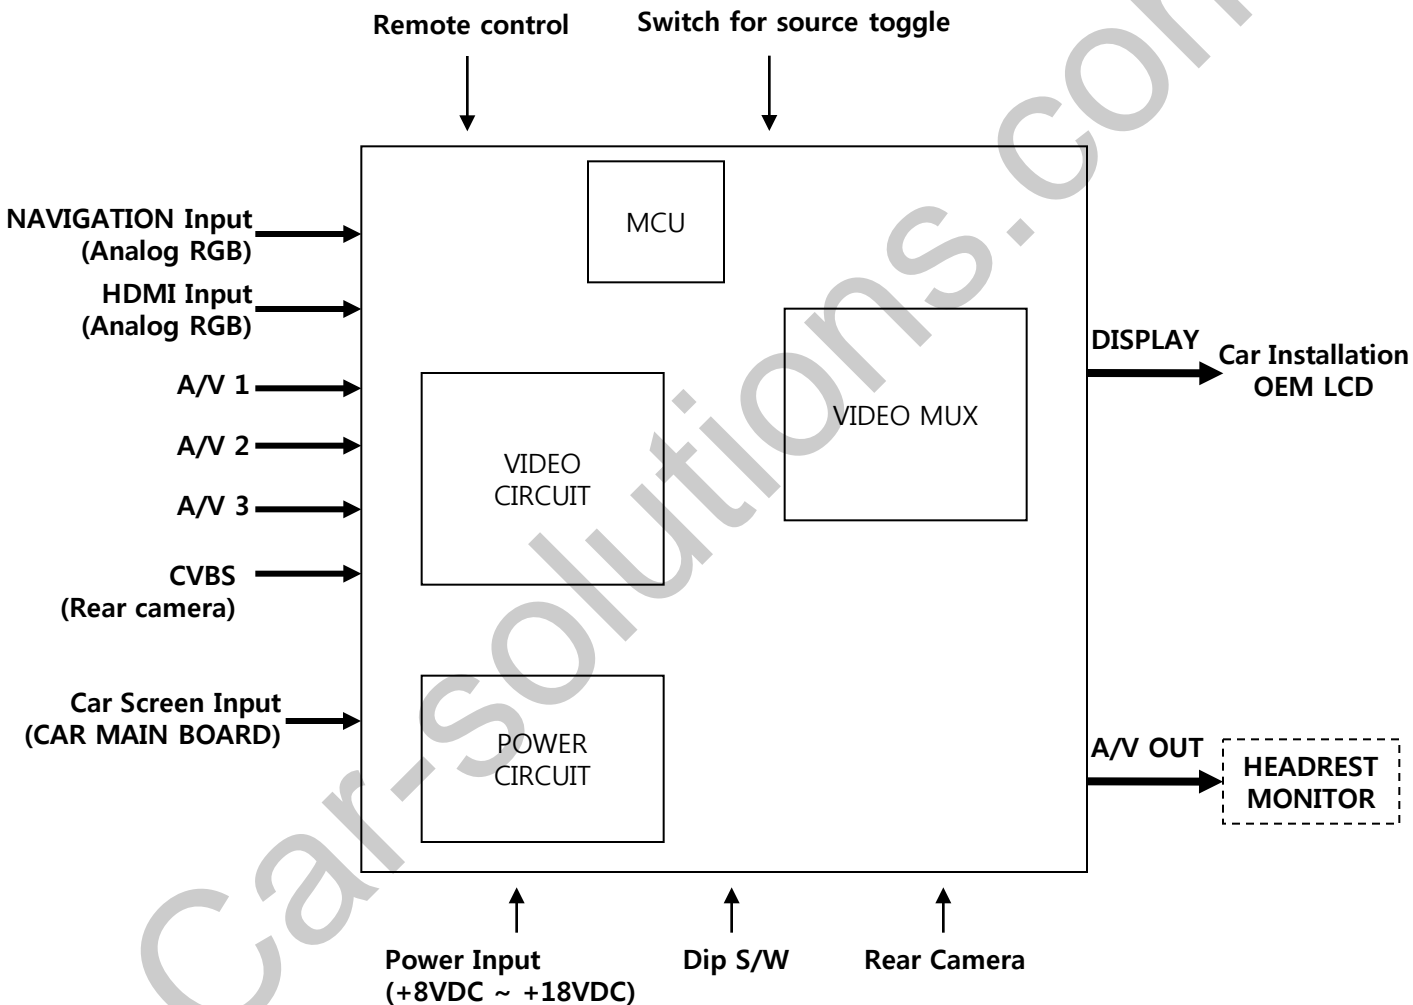 Remote control
Switch for source toggle
NAVIGATION Input
(Analog RGB)
HDMI Input
(Analog RGB)
A/V 1
A/V 2
A/V 3
CVBS
(Rear camera)
Car Screen Input
(CAR MAIN BOARD)
MCU
VIDEO
CIRCUIT
VIDEO MUX
POWER
CIRCUIT
DISPLAY
Car Installation
OEM LCD
A/V OUT
HEADREST
MONITOR
Power Input
(+8VDC ~ +18VDC)
Dip S/W
Rear Camera
Car-solutions.com